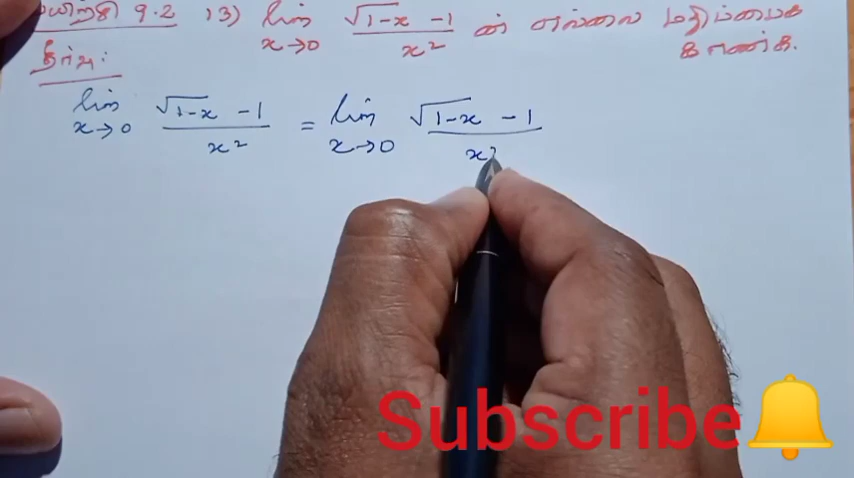 பயிற்சி 9.2 13) lim x→0 √1-x -1 / x² ன் எல்லை மதிப்பைக் காண்க.
தீர்வு:
lim x→0 √1-x -1 / x² = lim x→0 √1-x -1 / x²
Subscribe